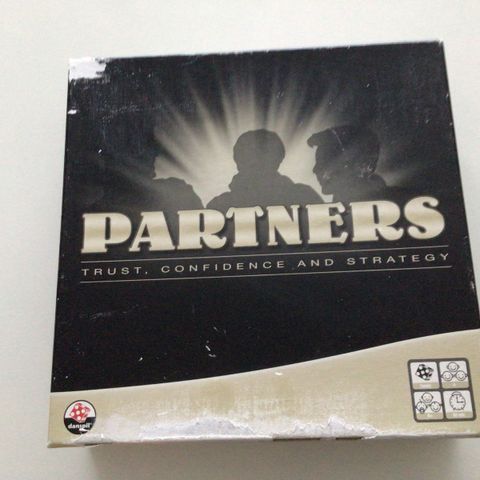 PARTNERS
TRUST, CONFIDENCE AND STRATEGY
danspil